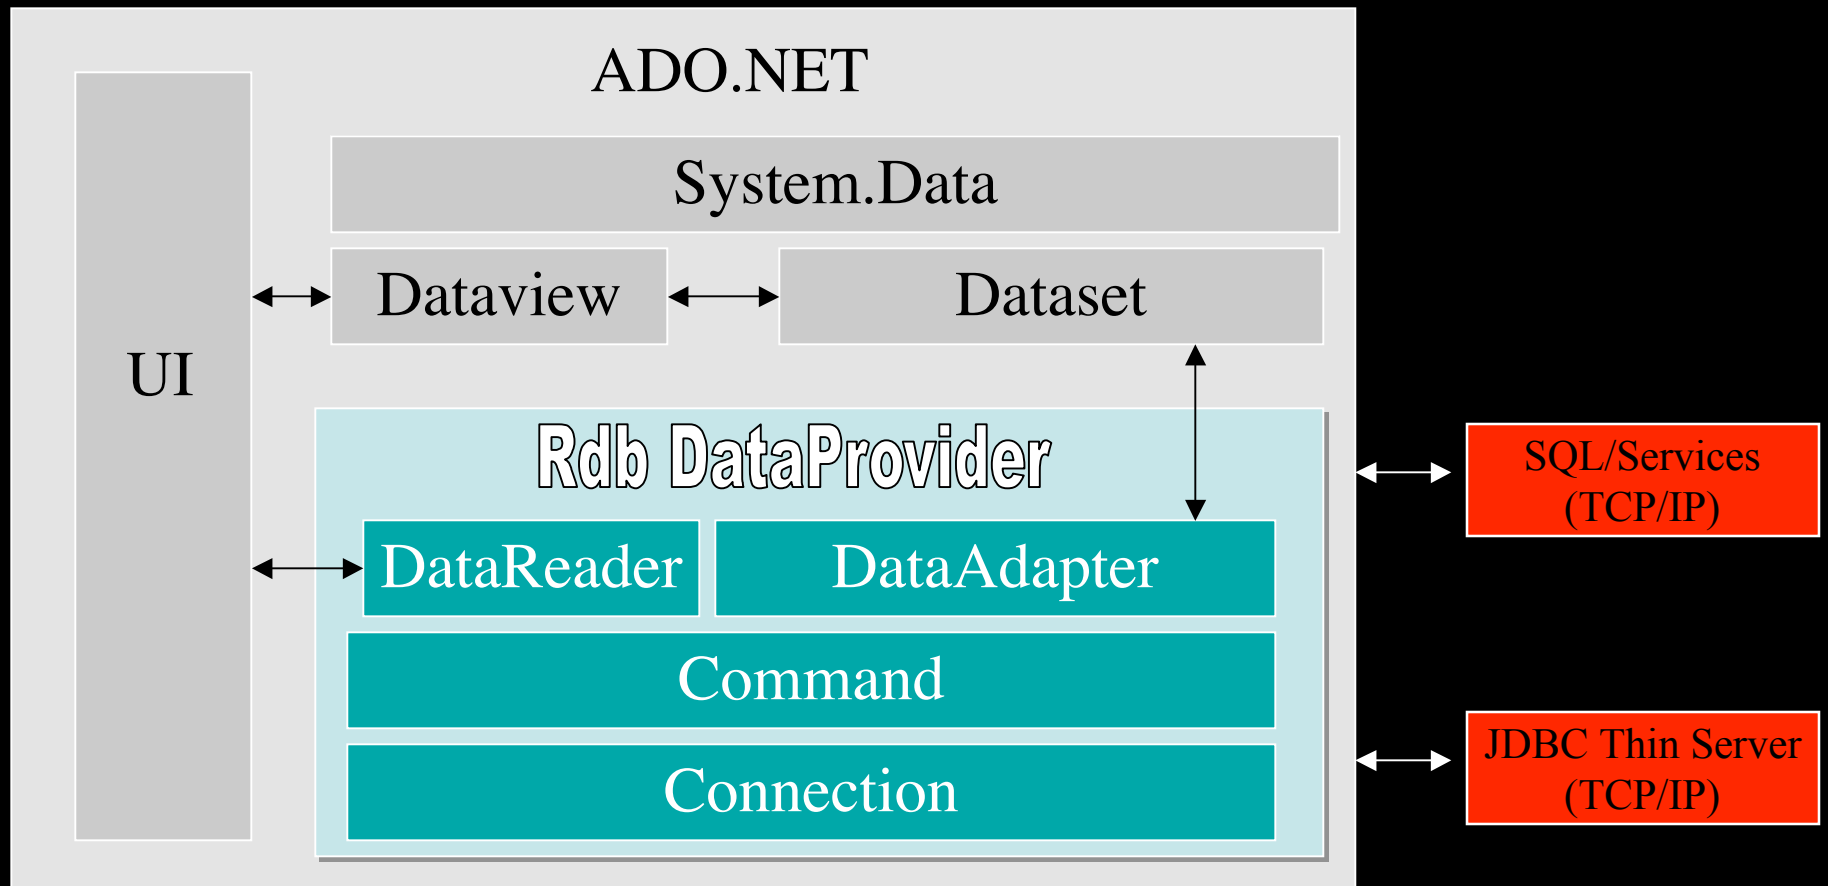 ADO.NET
System.Data
Dataview
Dataset
UI
Rdb DataProvider
DataReader
DataAdapter
Command
Connection
SQL/Services
(TCP/IP)
JDBC Thin Server
(TCP/IP)